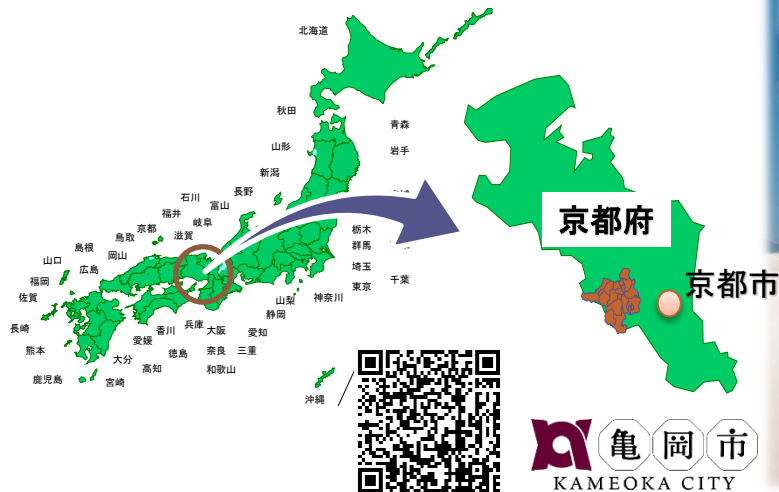 北海道
秋田
青森
山形
岩手
新潟
長野
石川
富山
福井
岐阜
栃木
京都
滋賀
群馬
鳥取
島根
岡山
山口
広島
埼玉
福岡
東京
千葉
佐賀
山梨
神奈川
静岡
長崎
兵庫
大阪
愛知
香川
愛媛
熊本
徳島
奈良
三重
大分
高知
和歌山
鹿児島
宮崎
沖縄
京都府
京都市
亀岡市
KAMEOKA CITY